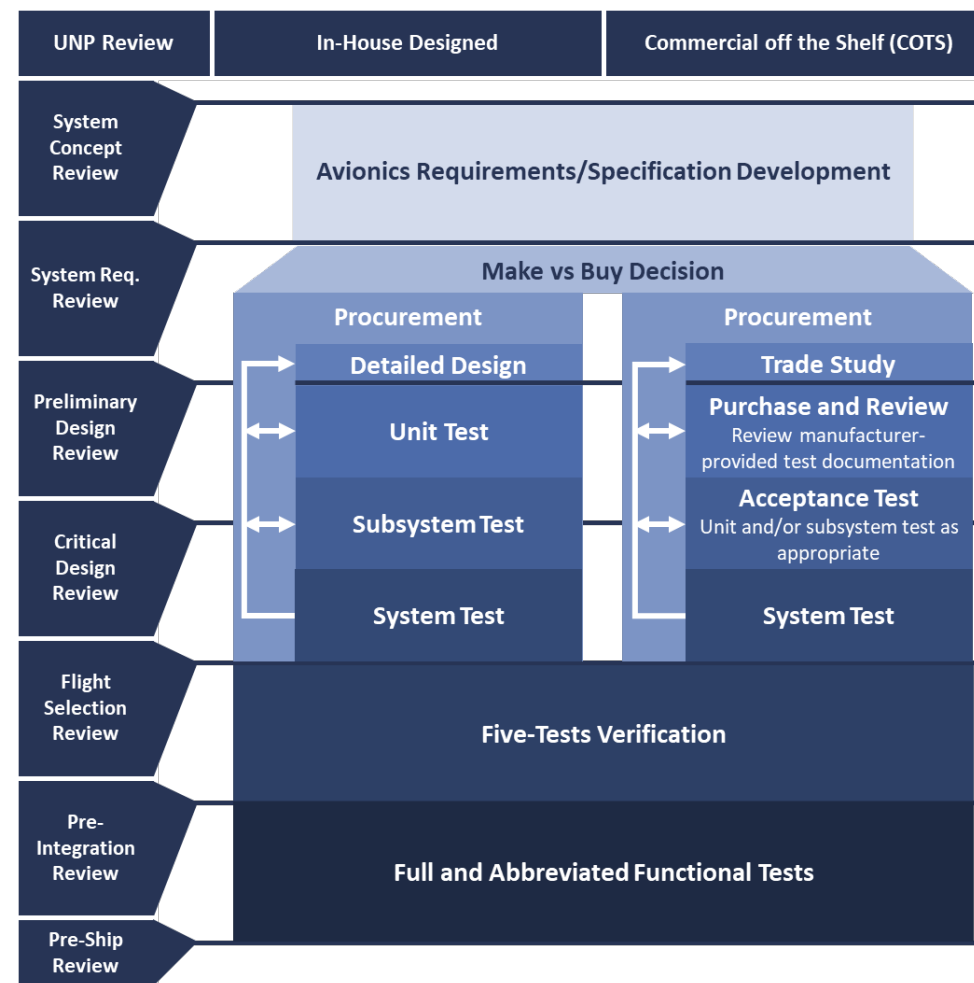 UNP Review
In-House Designed
Commercial off the Shelf (COTS)
System
Concept
Review
Avionics Requirements/Specification Development
System Req.
Review
Make vs Buy Decision
Procurement
Procurement
Detailed Design
Trade Study
Preliminary
Design
Review
Unit Test
Purchase and Review
Review manufacturer-
provided test documentation
Critical
Design
Review
Subsystem Test
Acceptance Test
Unit and/or subsystem test as
appropriate
System Test
System Test
Flight
Selection
Review
Five-Tests Verification
Pre-
Integration
Review
Full and Abbreviated Functional Tests
Pre-Ship
Review